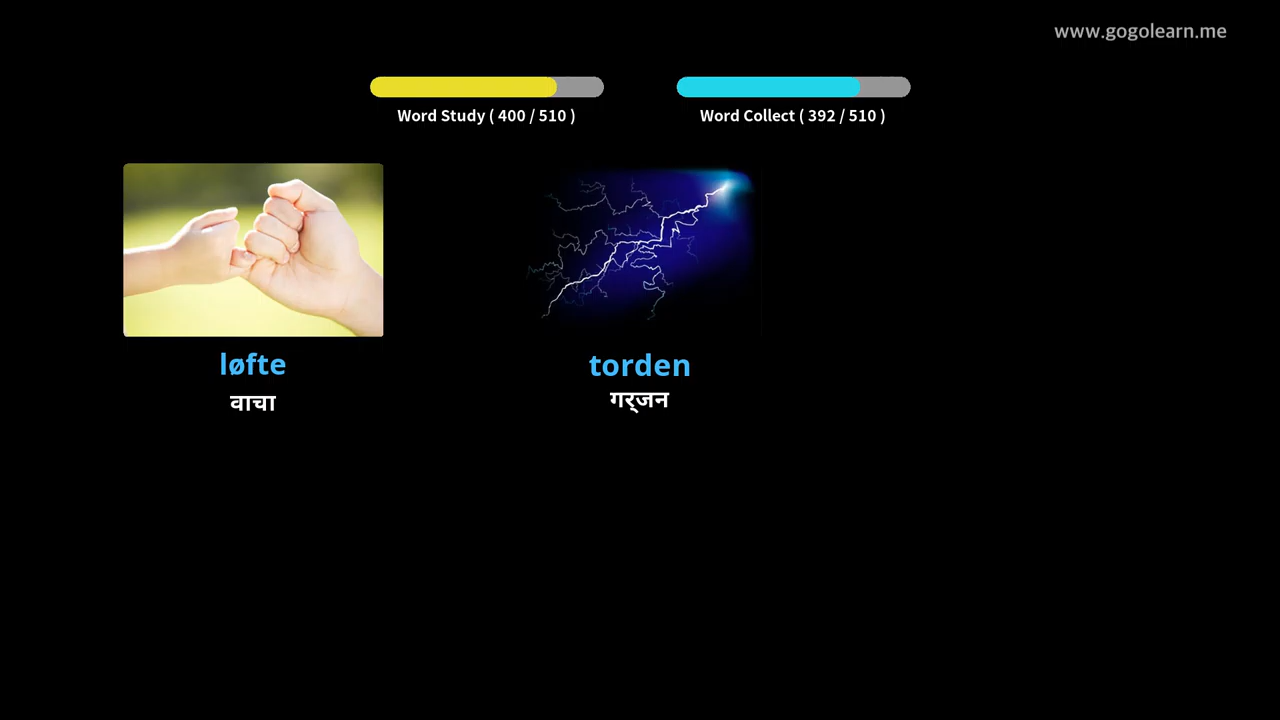 www.gogolearn.me
Word Study ( 400 / 510 )
Word Collect ( 392 / 510 )
løfte
वाचा
torden
गर्जन